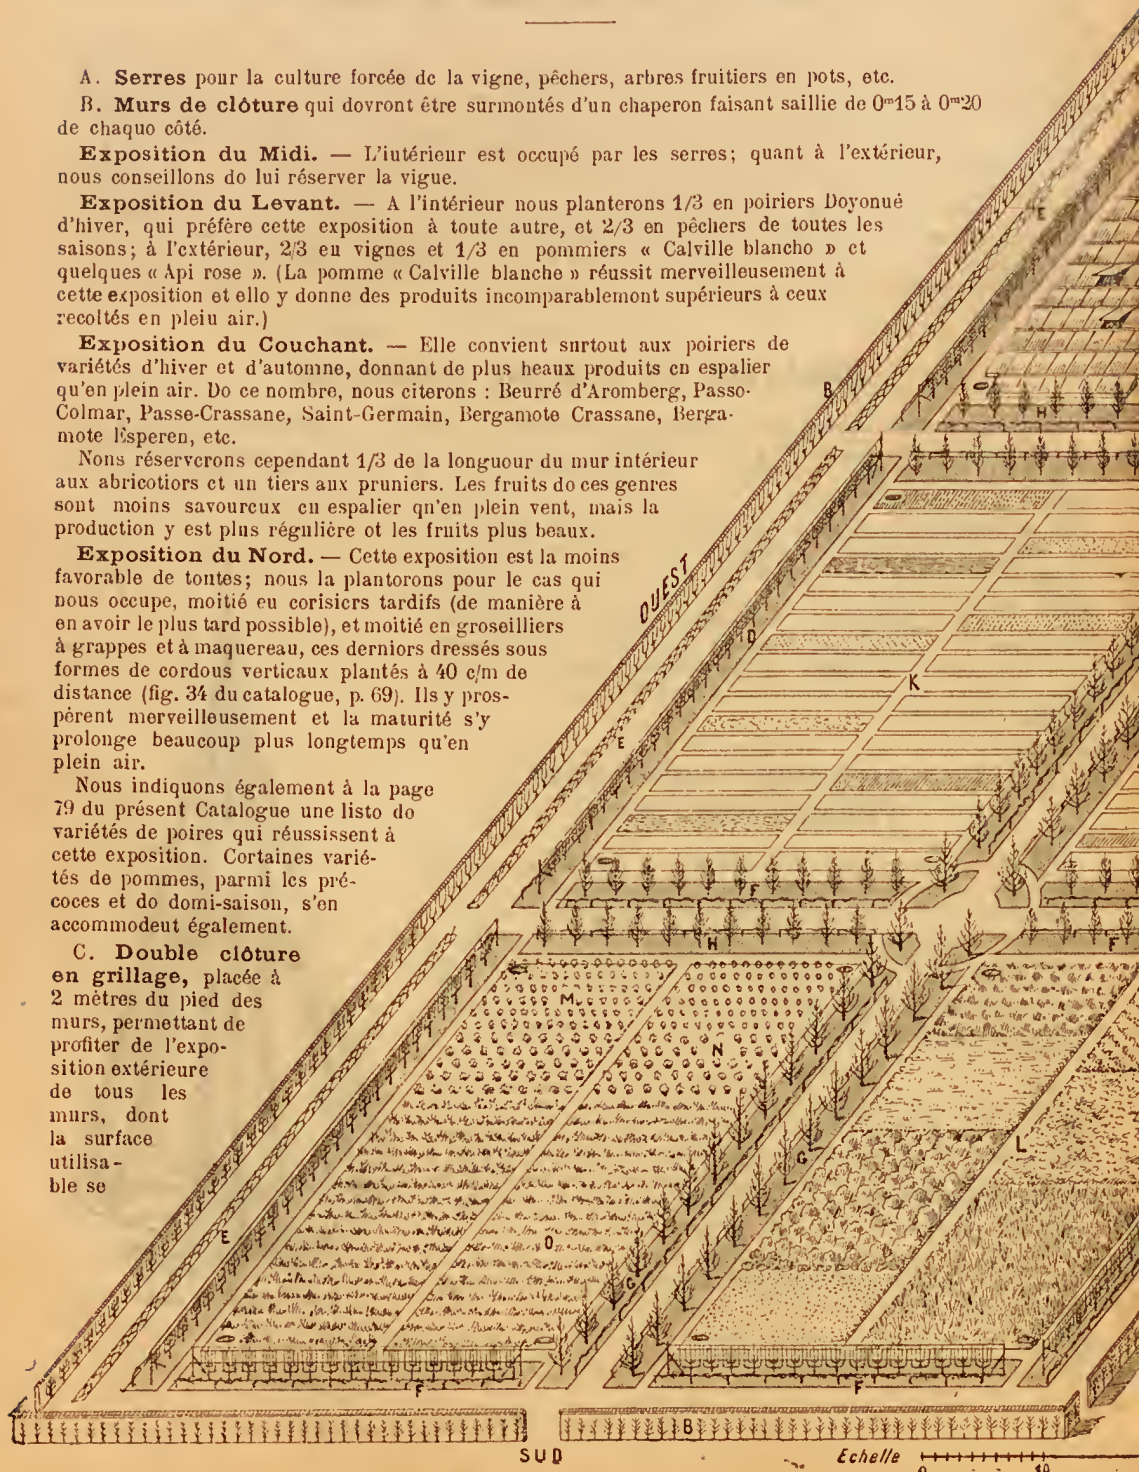 A. Serres pour la culture forcée de la vigne, pêchers, arbres fruitiers en pots, etc.
B. Murs de clôture qui dovront être surmontés d'un chaperon faisant saillie de 0ᵐ15 à 0ᵐ20
de chaquo côté.
Exposition du Midi. — L'iutérieur est occupé par les serres; quant à l'extérieur,
nous conseillons do lui réserver la vigue.
Exposition du Levant. — A l'intérieur nous planterons 1/3 en poiriers Doyonué
d'hiver, qui préfère cette exposition à toute autre, et 2/3 en pêchers de toutes les
saisons; à l'extérieur, 2/3 eu vignes et 1/3 en pommiers « Calville blancho » et
quelques « Api rose ». (La pomme « Calville blanche » réussit merveilleusement à
cette exposition et ello y donne des produits incomparablemont supérieurs à ceux
recoltés en pleiu air.)
Exposition du Couchant. — Elle convient surtout aux poiriers de
variétés d'hiver et d'automne, donnant de plus heaux produits en espalier
qu'en plein air. Do ce nombre, nous citerons : Beurré d'Aromberg, Passo-
Colmar, Passe-Crassane, Saint-Germain, Bergamote Crassane, Berga-
mote Esperen, etc.
Nons réserverons cependant 1/3 de la longuour du mur intérieur
aux abricotiors et un tiers aux pruniers. Les fruits do ces genres
sont moins savoureux en espalier qu'en plein vent, mais la
production y est plus régulière ot les fruits plus beaux.
Exposition du Nord. — Cette exposition est la moins
favorable de toutes; nous la plantorons pour le cas qui
nous occupe, moitié eu corisiers tardifs (de manière à
en avoir le plus tard possible), et moitié en groseilliers
à grappes et à maquereau, ces derniors dressés sous
formes de cordous verticaux plantés à 40 c/m de
distance (fig. 34 du catalogue, p. 69). Ils y pros-
pèrent merveilleusement et la maturité s'y
prolonge beaucoup plus longtemps qu'en
plein air.
Nous indiquons également à la page
79 du présent Catalogue une listo do
variétés de poires qui réussissent à
cette exposition. Cortaines varié-
tés de pommes, parmi les pré-
coces et do domi-saison, s'en
accommodeut également.
C. Double clôture
en grillage, placée à
2 mètres du pied des
murs, permettant de
profiter de l'expo-
sition extérieure
de tous les
murs, dont
la surface
utilisa-
ble se
E
H
B
OUEST
D
K
E
F
H
F
M
N
L
G
E
O
G
F
F
B
SUD
Echelle
0
10